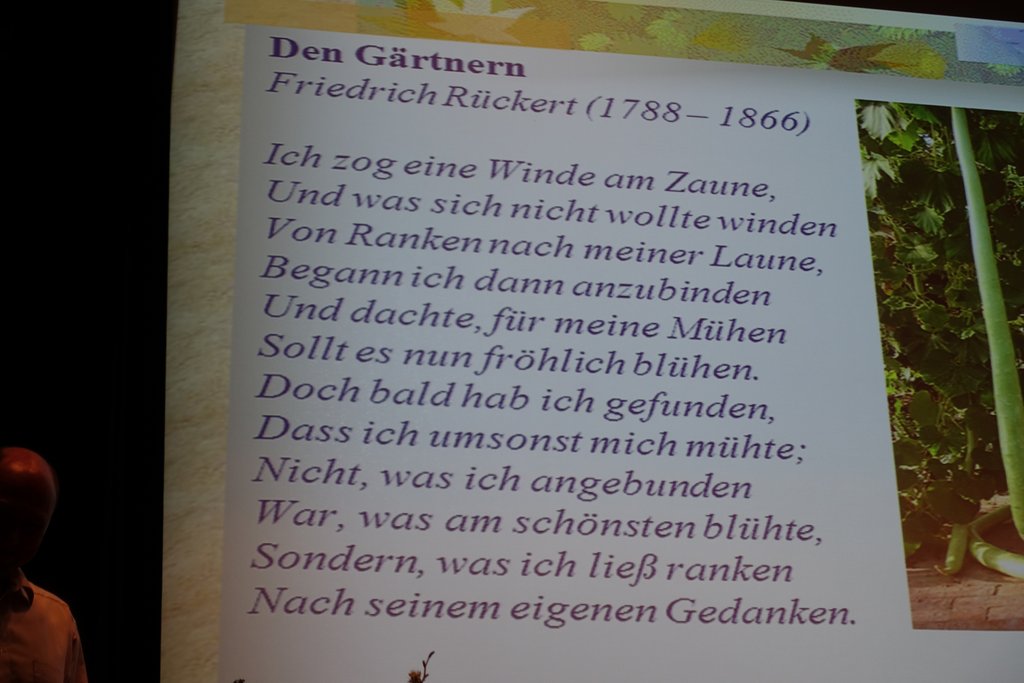 Den Gärtnern
Friedrich Rückert (1788 – 1866)
Ich zog eine Winde am Zaune,
Und was sich nicht wollte winden
Von Ranken nach meiner Laune,
Begann ich dann anzubinden
Und dachte, für meine Mühen
Sollt es nun fröhlich blühen.
Doch bald hab ich gefunden,
Dass ich umsonst mich mühte;
Nicht, was ich angebunden
War, was am schönsten blühte,
Sondern, was ich ließ ranken
Nach seinem eigenen Gedanken.